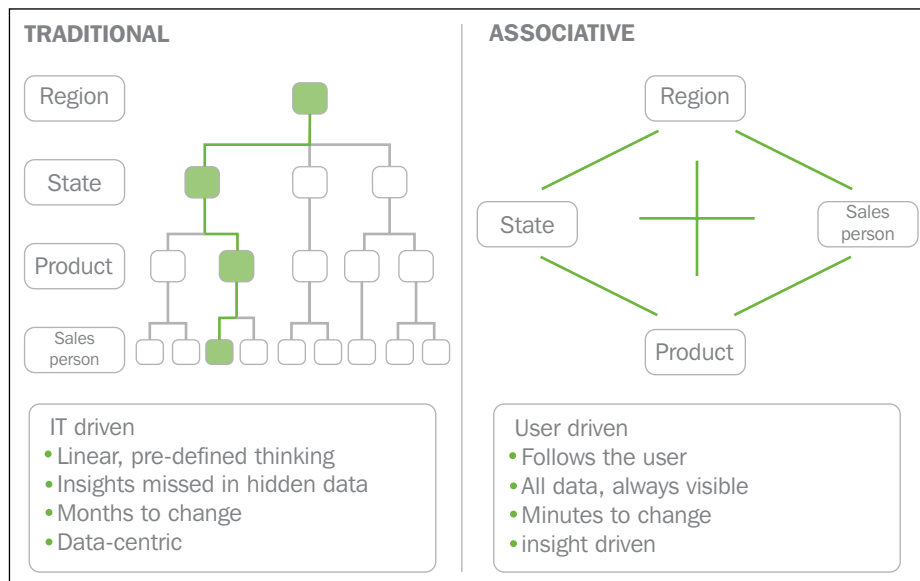 TRADITIONAL
Region
State
Product
Sales
person
IT driven
• Linear, pre-defined thinking
• Insights missed in hidden data
• Months to change
• Data-centric
ASSOCIATIVE
Region
State
Sales
person
Product
User driven
• Follows the user
• All data, always visible
• Minutes to change
• insight driven